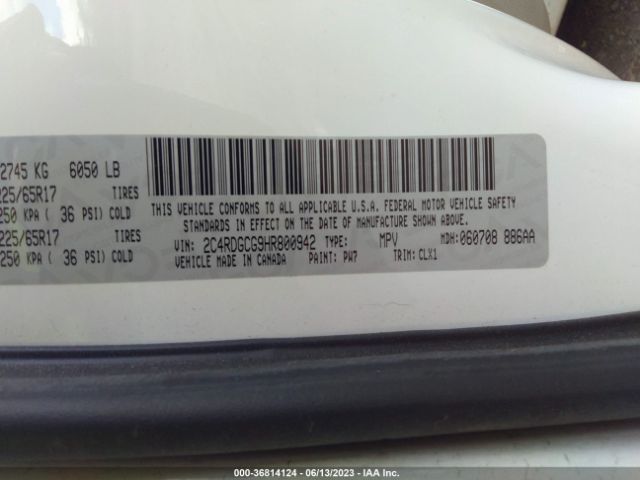 2745 KG 6050 LB
225/65R17 TIRES
250 KPA ( 36 PSI) COLD
225/65R17 TIRES
250 KPA ( 36 PSI) COLD
THIS VEHICLE CONFORMS TO ALL APPLICABLE U.S.A. FEDERAL MOTOR VEHICLE SAFETY
STANDARDS IN EFFECT ON THE DATE OF MANUFACTURE SHOWN ABOVE.
VIN: 2C4RDGCG9HR800942 TYPE: MPV MDH: 060708 886AA
VEHICLE MADE IN CANADA PAINT: PW7 TRIM: CLX1
000-36814124 | 06/13/2023 - IAA Inc.